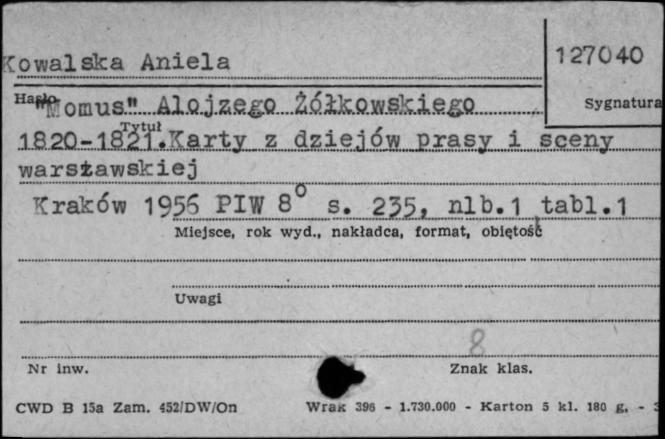 Kowalska Aniela
127040
Hasło
"Momus" Alojzego Żółkowskiego
Sygnatura
Tytuł
1820-1821.Karty z dziejów prasy i sceny
warszawskiej
Kraków 1956 PIW 8° s. 235, nlb.1 tabl.1
Miejsce, rok wyd., nakładca, format, objętość
Uwagi
8
Nr inw.
Znak klas.
CWD B 15a Zam. 452/DW/On
Wrak 396 - 1.730.000 - Karton 5 kl. 180 g. -